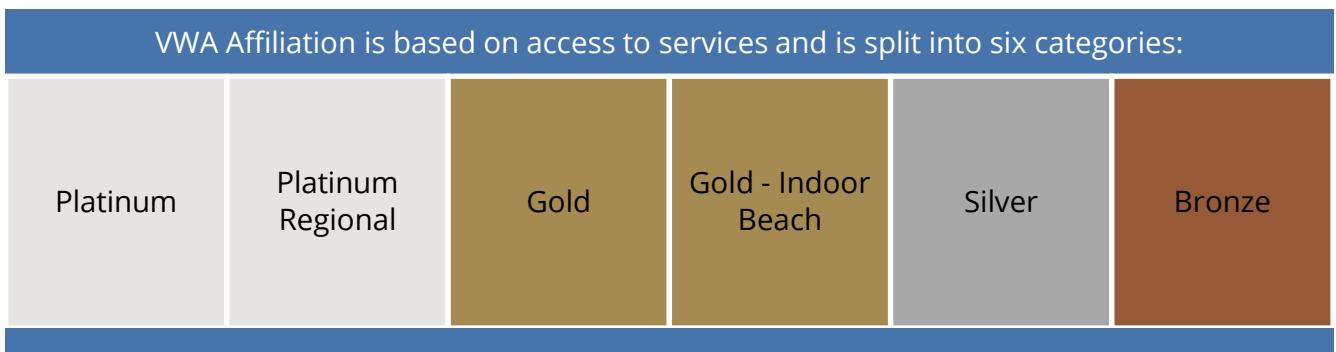 VWA Affiliation is based on access to services and is split into six categories:
Platinum
Platinum
Regional
Gold
Gold - Indoor
Beach
Silver
Bronze